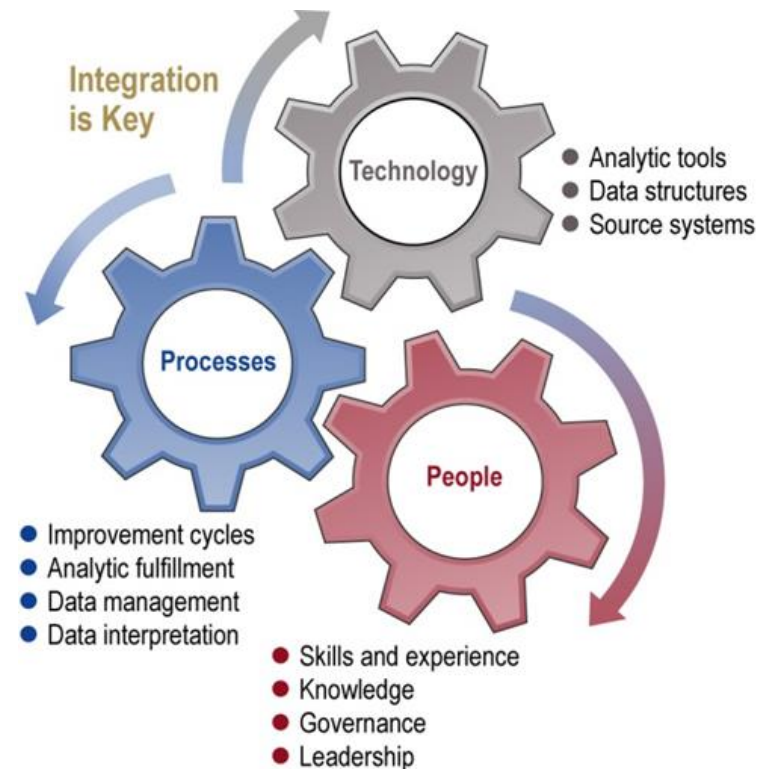 Integration
is Key
Technology
Analytic tools
Data structures
Source systems
Processes
Improvement cycles
Analytic fulfillment
Data management
Data interpretation
People
Skills and experience
Knowledge
Governance
Leadership